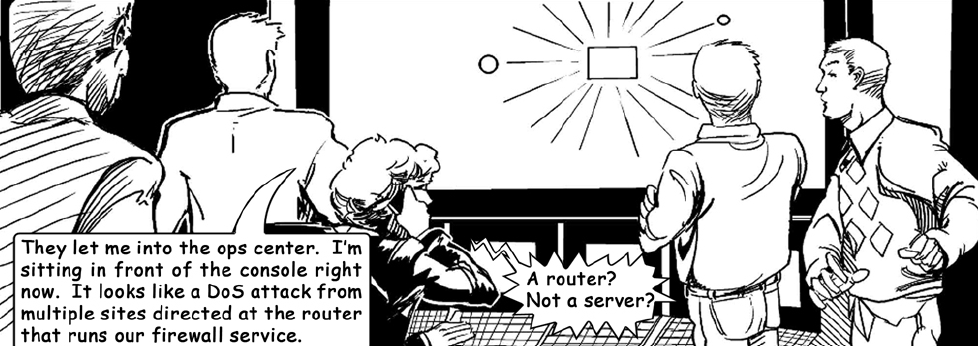 They let me into the ops center. I'm
sitting in front of the console right
now. It looks like a DoS attack from
multiple sites directed at the router
that runs our firewall service.
A router?
Not a server?